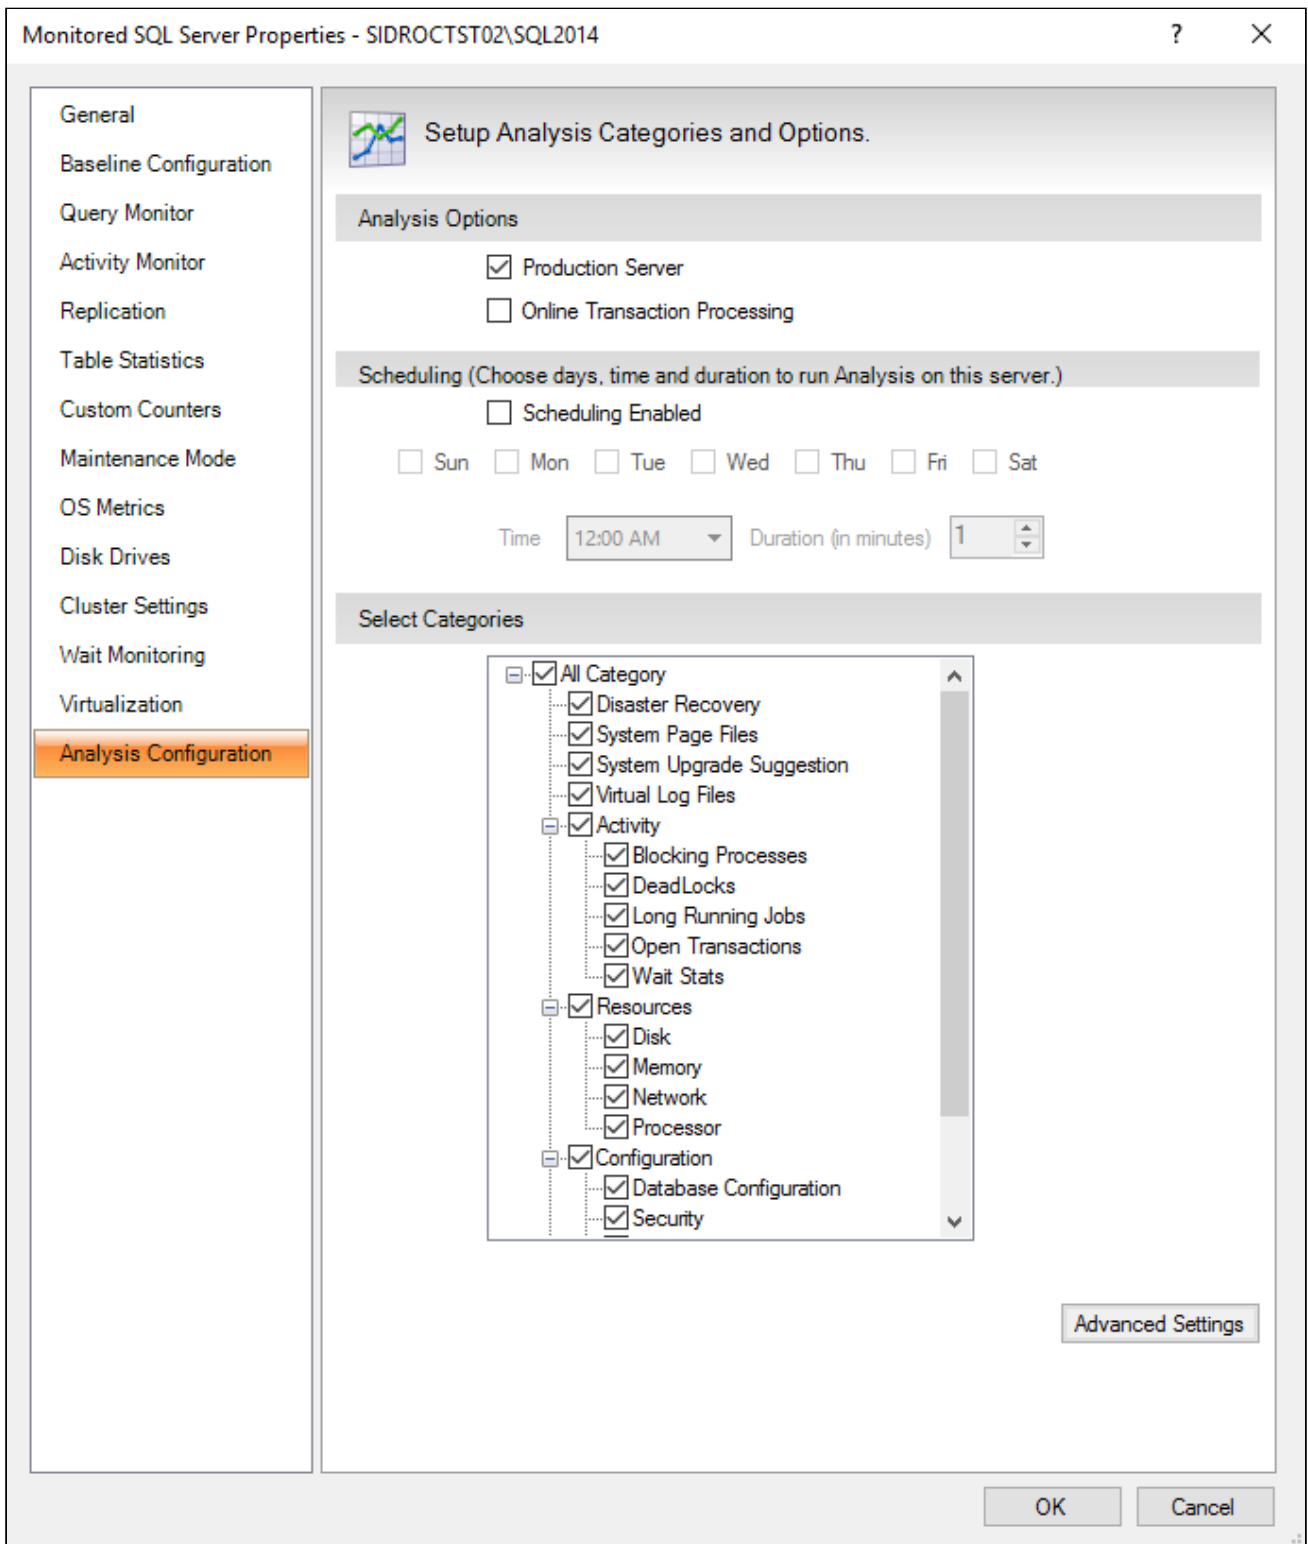 Monitored SQL Server Properties - SIDROCTST02\SQL2014
?
General
Baseline Configuration
Query Monitor
Activity Monitor
Replication
Table Statistics
Custom Counters
Maintenance Mode
OS Metrics
Disk Drives
Cluster Settings
Wait Monitoring
Virtualization
Analysis Configuration
Setup Analysis Categories and Options.
Analysis Options
Production Server
Online Transaction Processing
Scheduling (Choose days, time and duration to run Analysis on this server.)
Scheduling Enabled
Sun Mon Tue Wed Thu Fri Sat
Time 12:00 AM Duration (in minutes) 1
Select Categories
All Category
Disaster Recovery
System Page Files
System Upgrade Suggestion
Virtual Log Files
Activity
Blocking Processes
DeadLocks
Long Running Jobs
Open Transactions
Wait Stats
Resources
Disk
Memory
Network
Processor
Configuration
Database Configuration
Security
Advanced Settings
OK Cancel